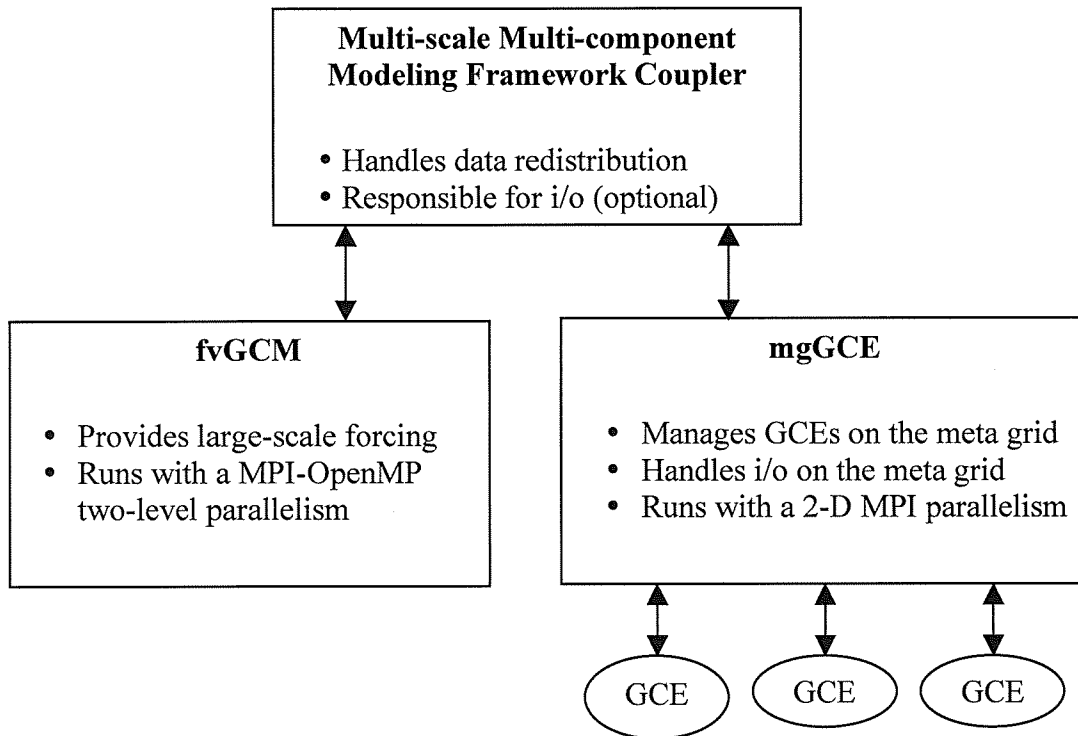 Multi-scale Multi-component
Modeling Framework Coupler
• Handles data redistribution
• Responsible for i/o (optional)
fvGCM
• Provides large-scale forcing
• Runs with a MPI-OpenMP
two-level parallelism
mgGCE
• Manages GCEs on the meta grid
• Handles i/o on the meta grid
• Runs with a 2-D MPI parallelism
GCE
GCE
GCE